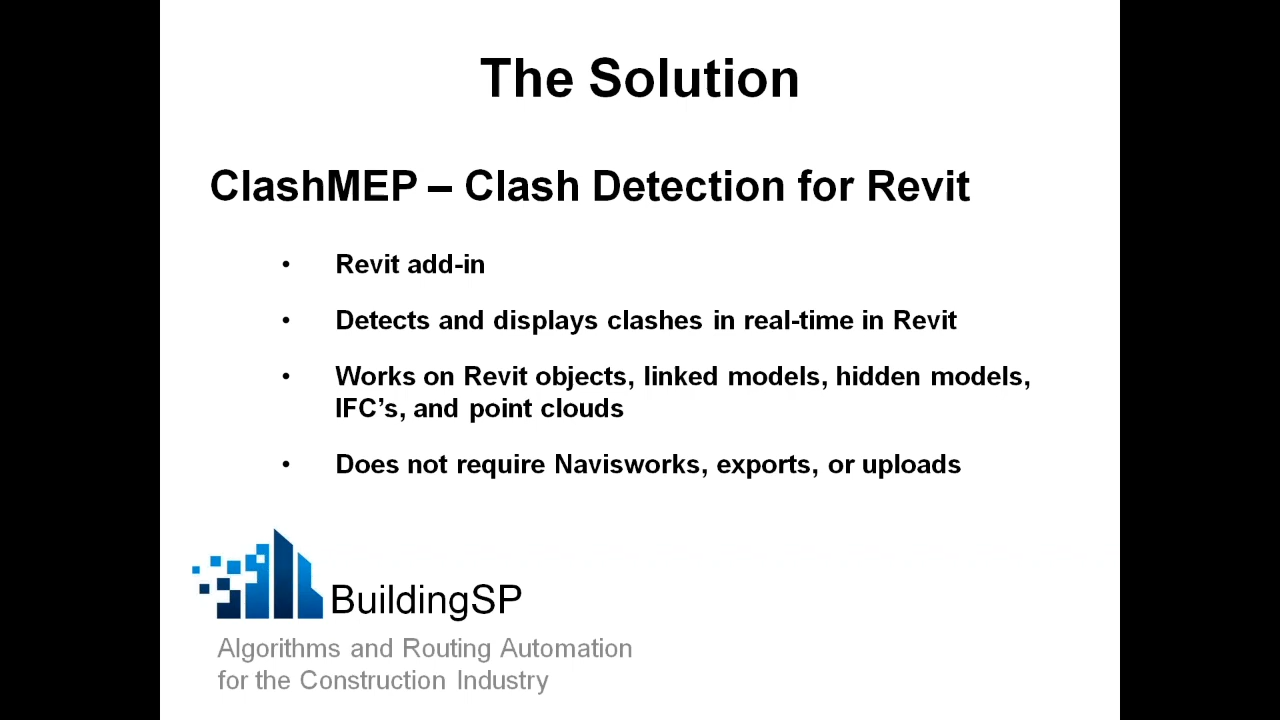 The Solution
ClashMEP – Clash Detection for Revit
• Revit add-in
• Detects and displays clashes in real-time in Revit
• Works on Revit objects, linked models, hidden models,
IFC’s, and point clouds
• Does not require Navisworks, exports, or uploads
BuildingSP
Algorithms and Routing Automation
for the Construction Industry